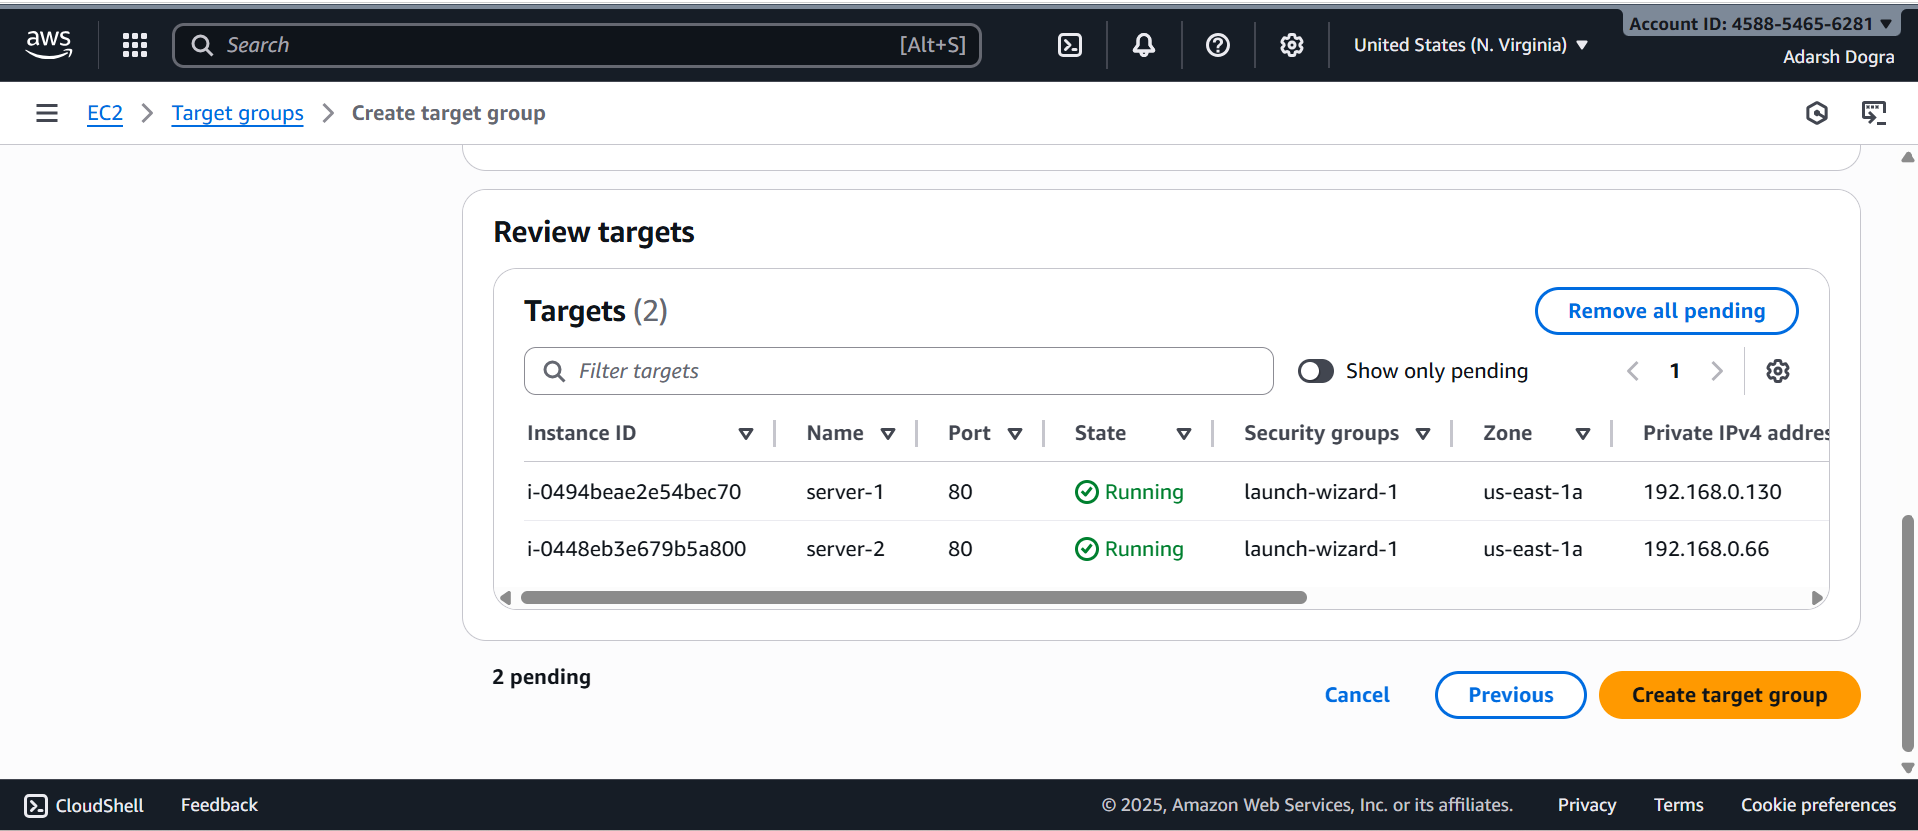 aws
Search [Alt+S]
United States (N. Virginia)
Account ID: 4588-5465-6281
Adarsh Dogra
EC2 Target groups Create target group
Review targets
Targets (2)
Remove all pending
Filter targets
Show only pending
1
Instance ID Name Port State Security groups Zone Private IPv4 addres
i-0494beae2e54bec70 server-1 80 Running launch-wizard-1 us-east-1a 192.168.0.130
i-0448eb3e679b5a800 server-2 80 Running launch-wizard-1 us-east-1a 192.168.0.66
2 pending
Cancel Previous Create target group
CloudShell Feedback © 2025, Amazon Web Services, Inc. or its affiliates. Privacy Terms Cookie preferences